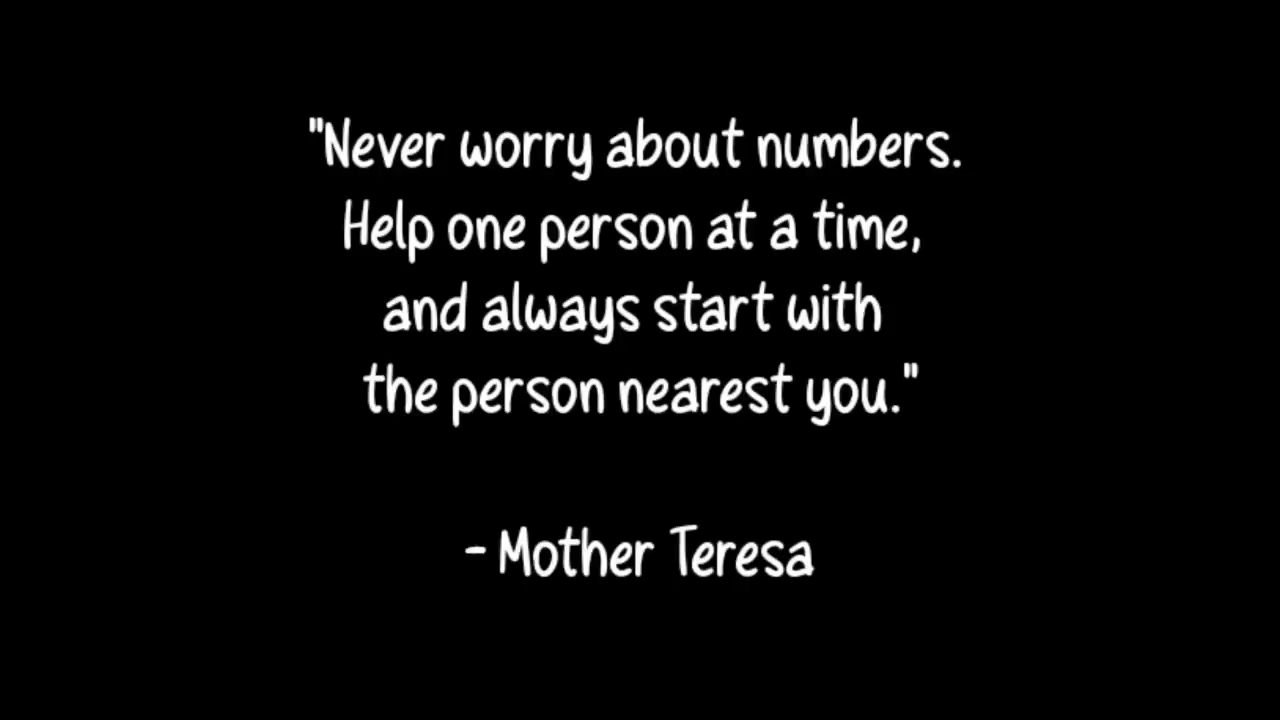 "Never worry about numbers.
Help one person at a time,
and always start with
the person nearest you."
- Mother Teresa